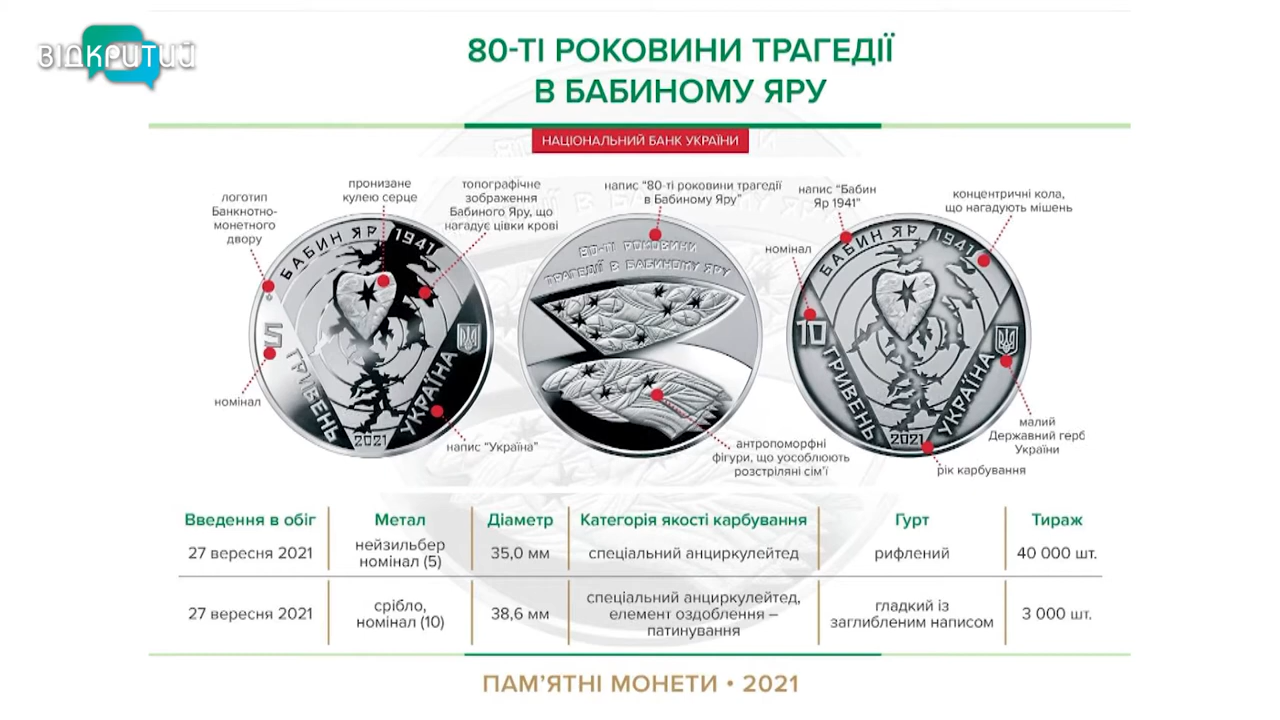 ВІДКРИТИЙ
80-ТІ РОКОВИНИ ТРАГЕДІЇ
В БАБИНОМУ ЯРУ
НАЦІОНАЛЬНИЙ БАНК УКРАЇНИ
логотип
Банкнотно-
монетного
двору
пронизане
кулею серце
топографічне
зображення
Бабиного Яру, що
нагадує цівки крові
напис “80-ті роковини трагедії
в Бабиному Яру”
напис “Бабин
Яр 1941”
концентричні кола,
що нагадують мішень
номінал
БАБИН ЯР 1941
5 ГРИВЕНЬ
2021
УКРАЇНА
80-ТІ РОКОВИНИ
ТРАГЕДІЇ В БАБИНОМУ ЯРУ
БАБИН ЯР 1941
10 ГРИВЕНЬ
2021
УКРАЇНА
номінал
напис “Україна”
антропоморфні
фігури, що уособлюють
розстріляні сім’ї
малий
Державний герб
України
рік карбування
Введення в обіг Метал Діаметр Категорія якості карбування Гурт Тираж
27 вересня 2021 нейзильбер номінал (5) 35,0 мм спеціальний анциркулейтед рифлений 40 000 шт.
27 вересня 2021 срібло, номінал (10) 38,6 мм спеціальний анциркулейтед, елемент оздоблення – патинування гладкий із заглибленим написом 3 000 шт.
ПАМ’ЯТНІ МОНЕТИ • 2021